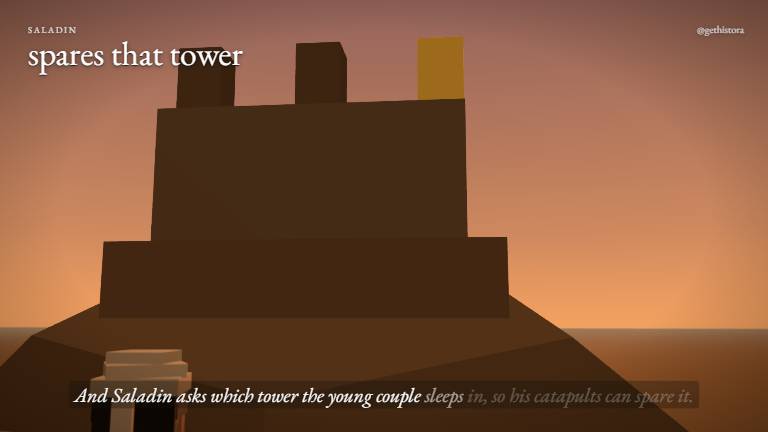 SALADIN
spares that tower
@gethistora
And Saladin asks which tower the young couple sleeps in, so his catapults can spare it.